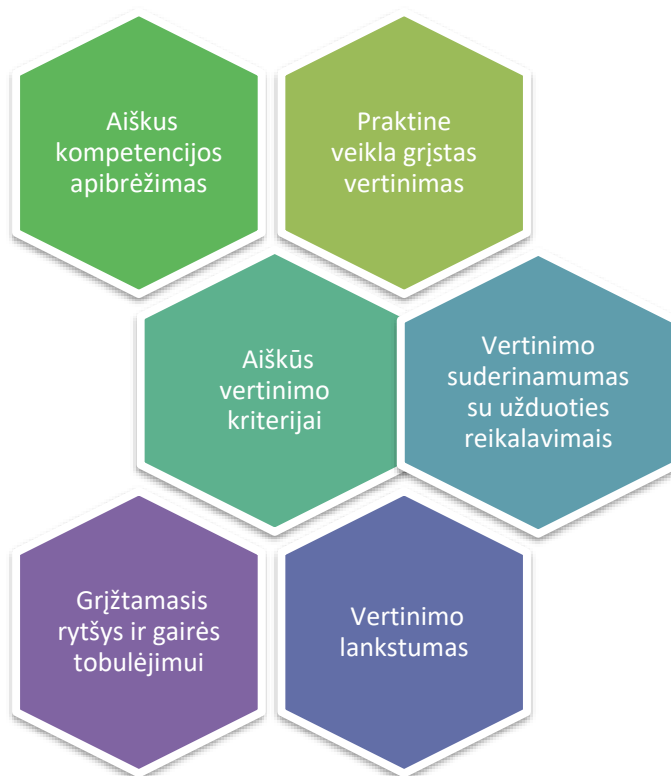 Aiškus
kompetencijos
apibrėžimas
Praktine
veikla grįstas
vertinimas
Aiškūs
vertinimo
kriterijai
Vertinimo
suderinamumas
su užduoties
reikalavimais
Grįžtamasis
rytšys ir gairės
tobulėjimui
Vertinimo
lankstumas